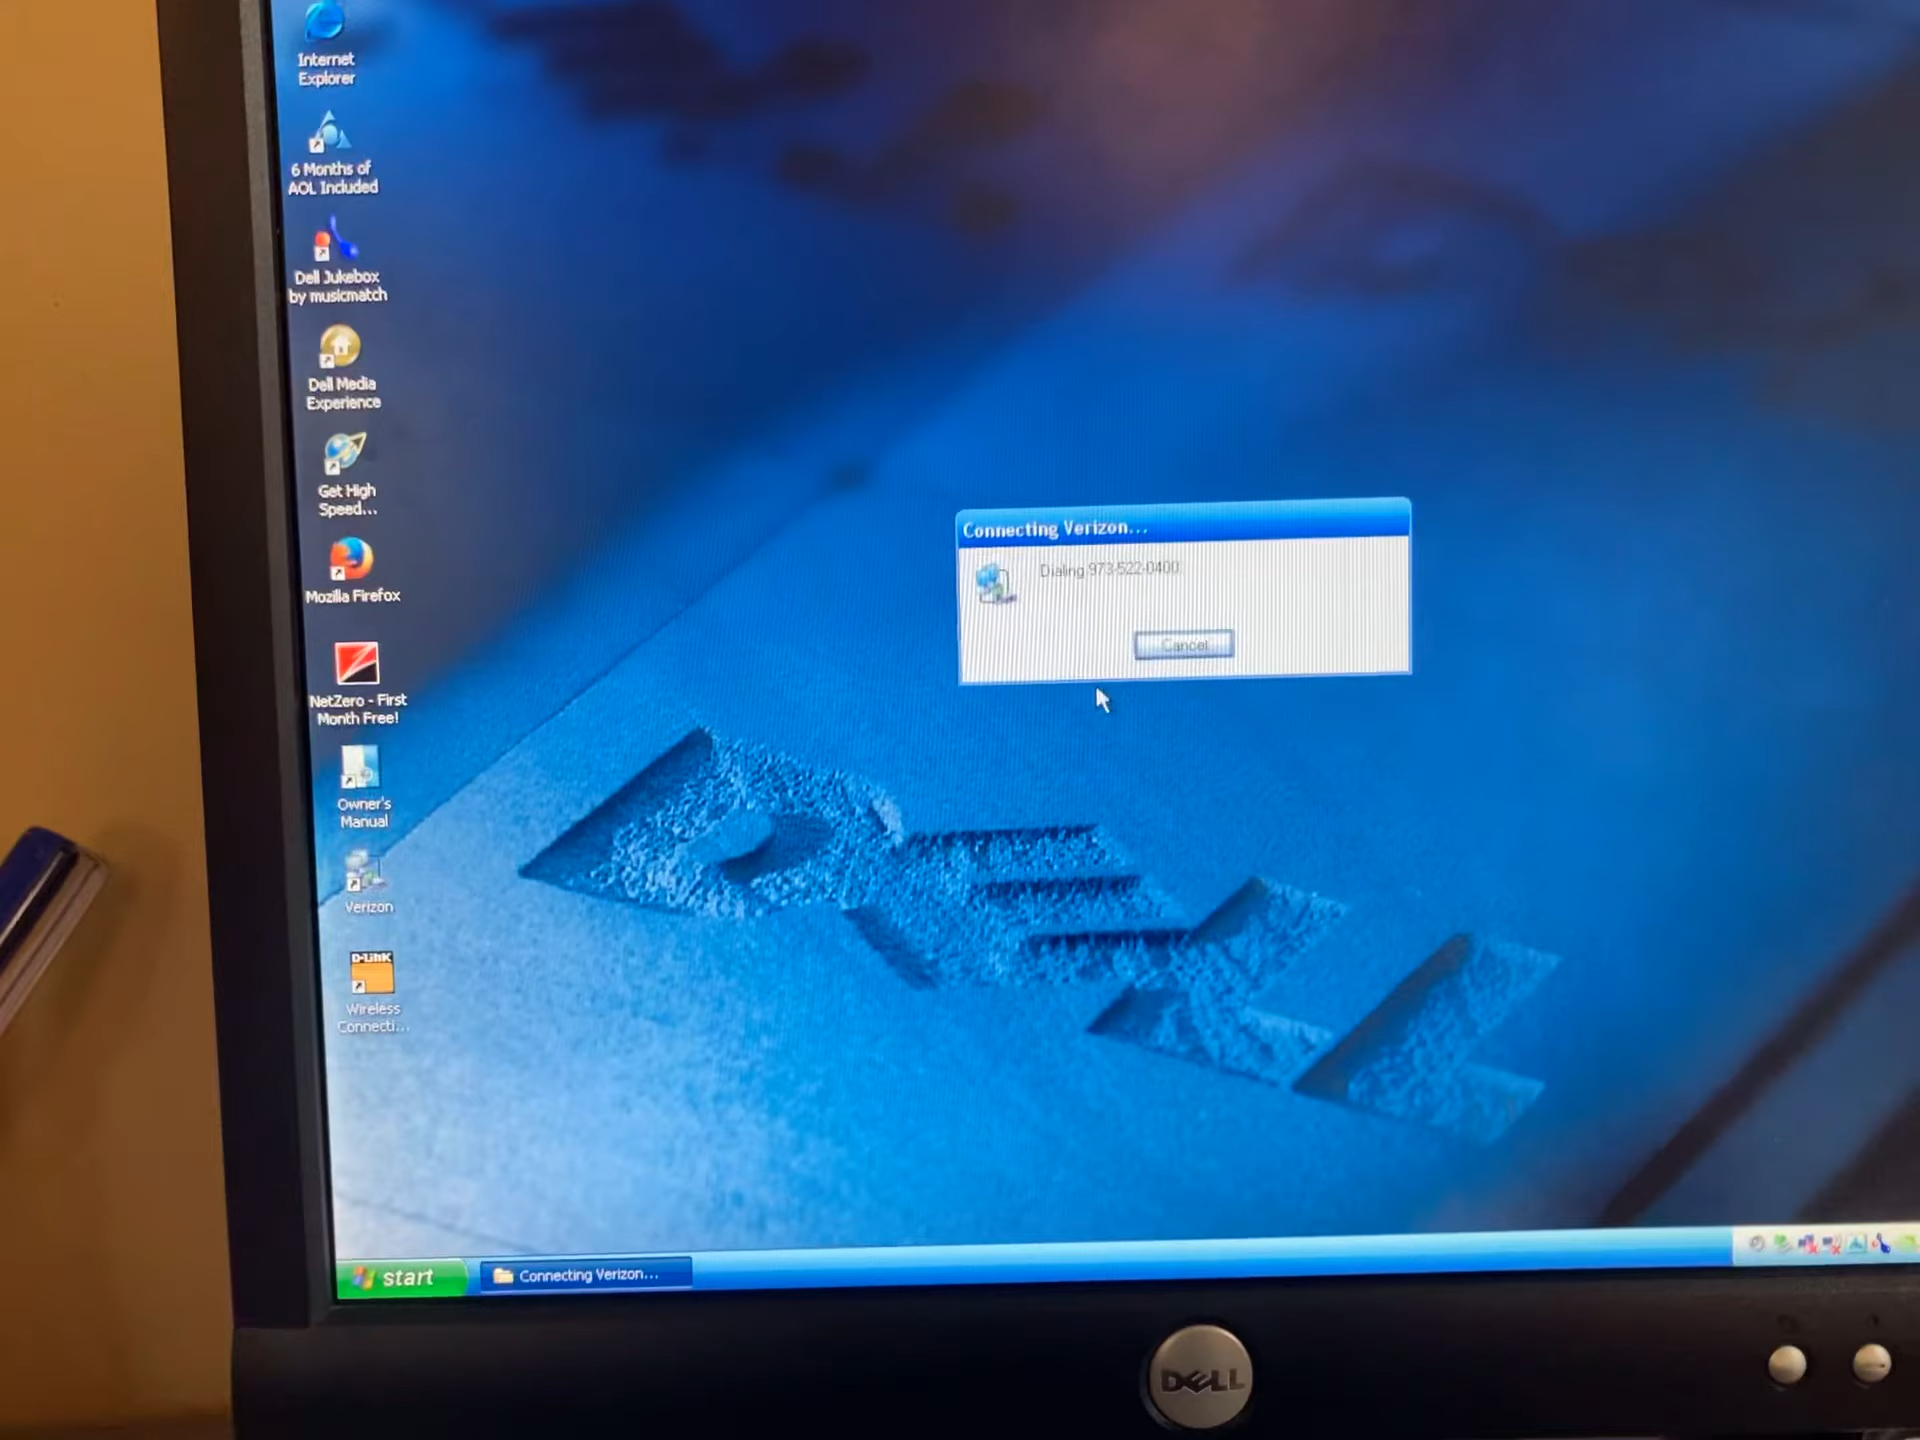 Internet
Explorer
6 Months of
AOL Included
Dell Jukebox
by musicmatch
Dell Media
Experience
Get High
Speed...
Mozilla Firefox
NetZero - First
Month Free!
Owner's
Manual
Verizon
D-Link
Wireless
Connecti...
Connecting Verizon...
Dialing 973-522-0400
Cancel
DELL
start
Connecting Verizon...
DELL